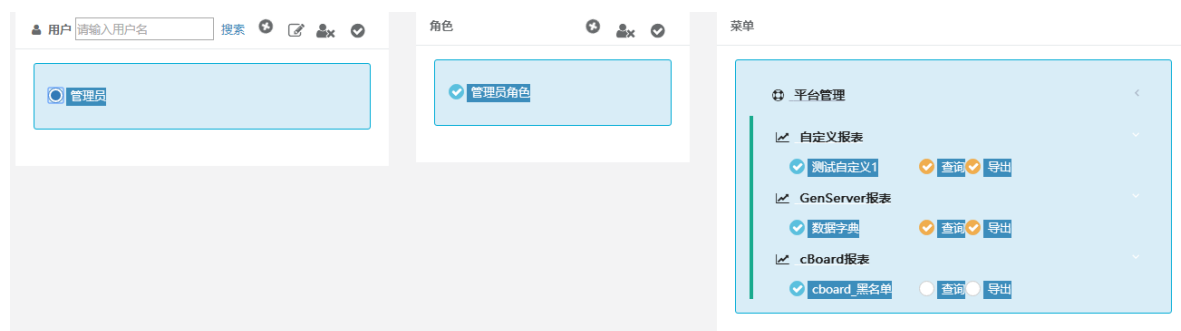 用户 请输入用户名 搜索
管理员
角色
管理员角色
菜单
平台管理
自定义报表
测试自定义1 查询 导出
GenServer报表
数据字典 查询 导出
cBoard报表
cboard_黑名单 查询 导出